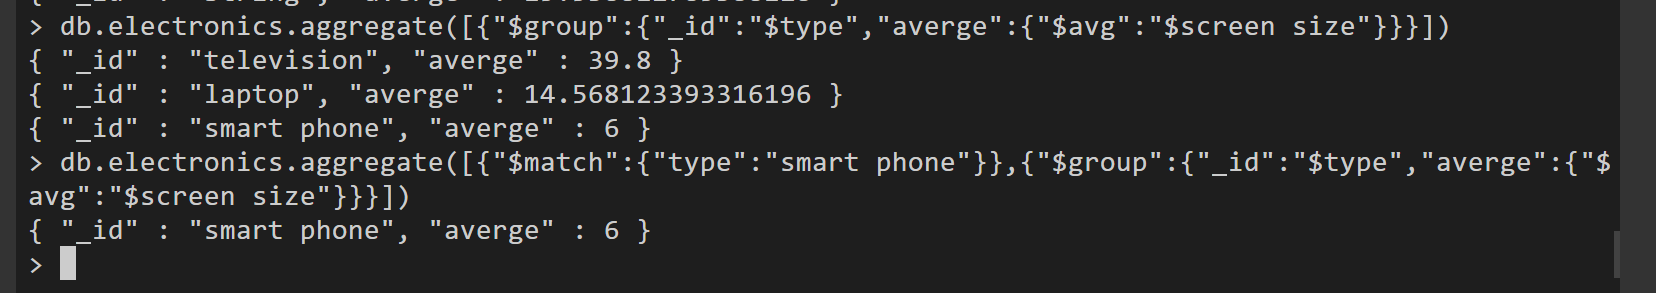 > db.electronics.aggregate([{"$group":{"_id":"$type","averge":{"$avg":"$screen size"}}}])
{ "_id" : "television", "averge" : 39.8 }
{ "_id" : "laptop", "averge" : 14.568123393316196 }
{ "_id" : "smart phone", "averge" : 6 }
> db.electronics.aggregate([{"$match":{"type":"smart phone"}},{"$group":{"_id":"$type","averge":{"$
avg":"$screen size"}}}])
{ "_id" : "smart phone", "averge" : 6 }
>